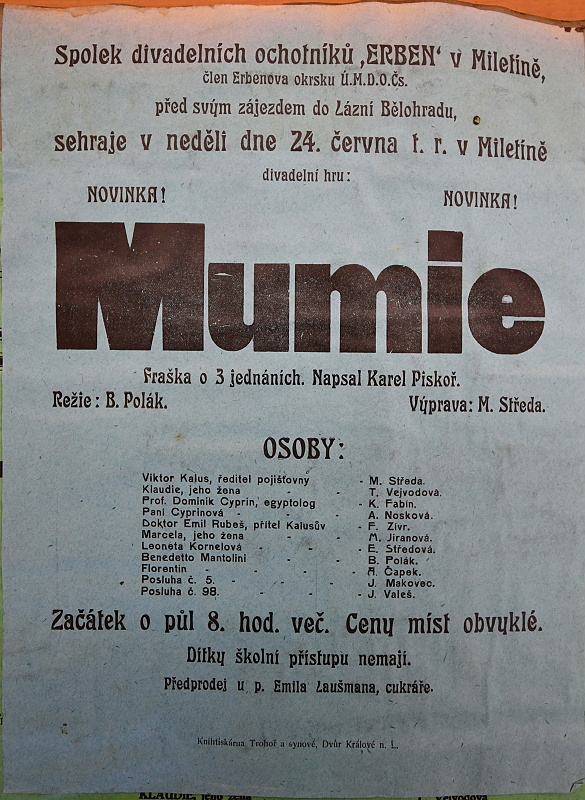 Spolek divadelních ochotníků ‚ERBEN‘ v Miletíně,
člen Erbenova okrsku Ú.M.D.O.Čs.
před svým zájezdem do Lázní Bělohradu,
sehraje v neděli dne 24. června t. r. v Miletíně
divadelní hru:
NOVINKA! NOVINKA!
Mumie
Fraška o 3 jednáních. Napsal Karel Piskoř.
Režie: B. Polák. Výprava: M. Středa.
OSOBY:
Viktor Kalus, ředitel pojišťovny - M. Středa.
Klaudie, jeho žena - - - T. Vejvodová.
Prof. Dominik Cyprin, egyptolog - K. Fabin.
Paní Cyprinová - - - - A. Nosková.
Doktor Emil Rubeš, přítel Kalusův - F. Zívr.
Marcela, jeho žena - - - M. Jiranová.
Leoneta Kornelová - - - E. Středová.
Benedetto Mantolini - - - B. Polák.
Florentin - - - - - A. Čapek.
Posluha č. 5. - - - - J. Makovec.
Posluha č. 98. - - - - J. Valeš.
Začátek o půl 8. hod. več. Ceny míst obvyklé.
Dítky školní přístupu nemají.
Předprodej u p. Emila Laušmana, cukráře.
Knihtiskárna Trohoř a synové, Dvůr Králové n. L.
KLAUDIE, jeho žena Vejvodová